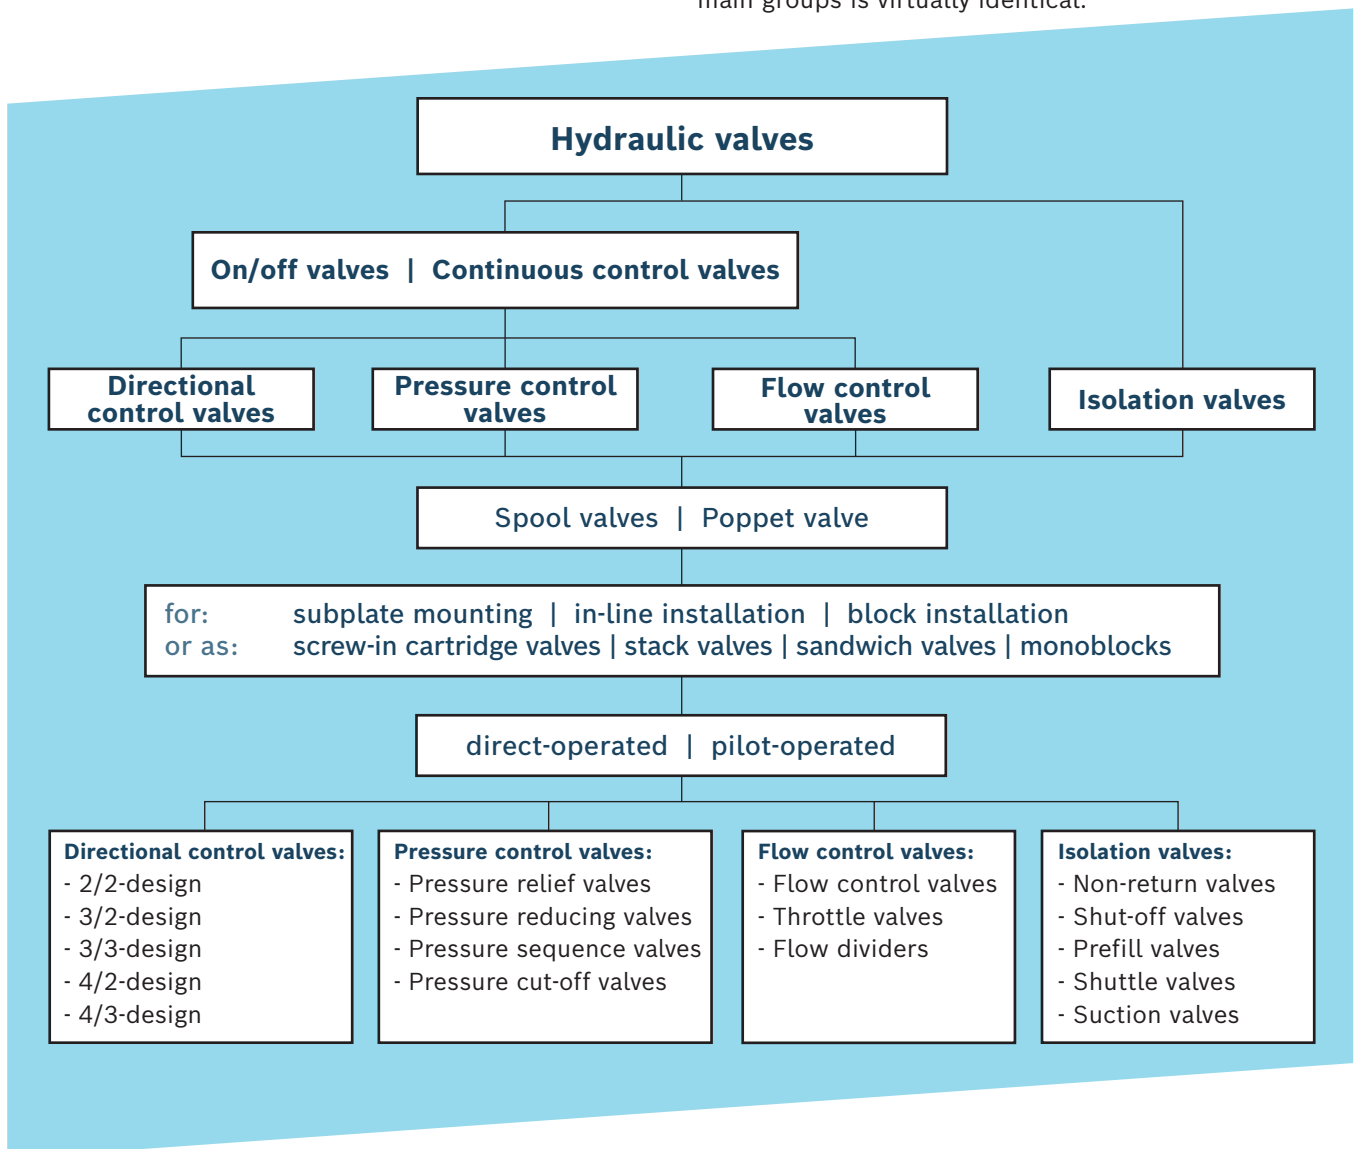 main groups is virtually identical.
Hydraulic valves
On/off valves | Continuous control valves
Directional
control valves
Pressure control
valves
Flow control
valves
Isolation valves
Spool valves | Poppet valve
for: subplate mounting | in-line installation | block installation
or as: screw-in cartridge valves | stack valves | sandwich valves | monoblocks
direct-operated | pilot-operated
Directional control valves:
- 2/2-design
- 3/2-design
- 3/3-design
- 4/2-design
- 4/3-design
Pressure control valves:
- Pressure relief valves
- Pressure reducing valves
- Pressure sequence valves
- Pressure cut-off valves
Flow control valves:
- Flow control valves
- Throttle valves
- Flow dividers
Isolation valves:
- Non-return valves
- Shut-off valves
- Prefill valves
- Shuttle valves
- Suction valves